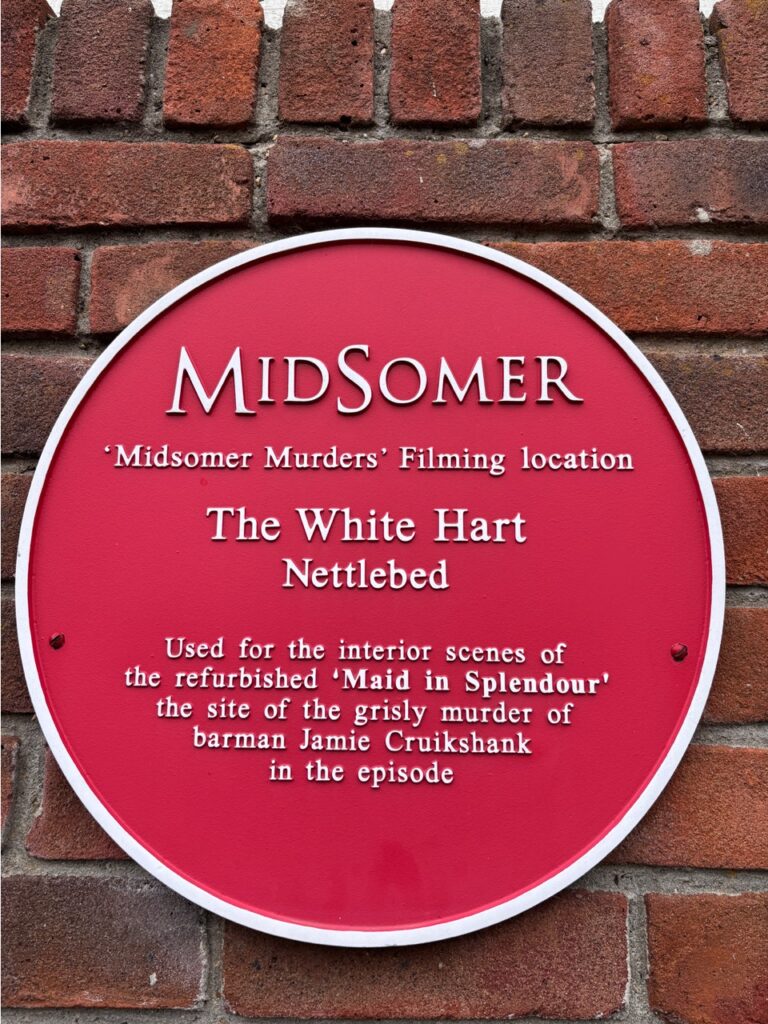 MIDSOMER
‘Midsomer Murders’ Filming location
The White Hart
Nettlebed
Used for the interior scenes of
the refurbished ‘Maid in Splendour'
the site of the grisly murder of
barman Jamie Cruikshank
in the episode